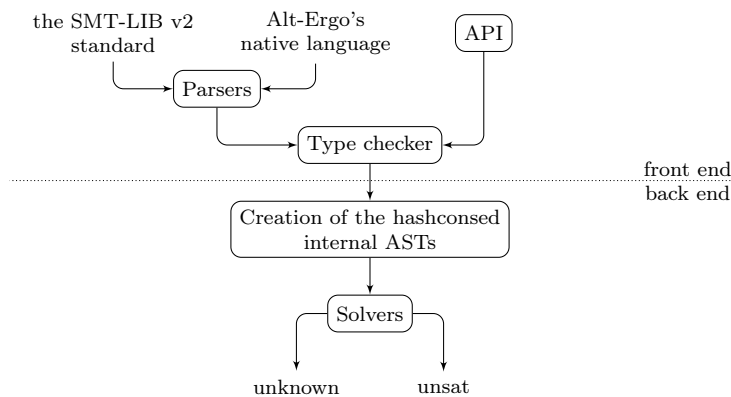 the SMT-LIB v2
standard
Alt-Ergo's
native language
API
Parsers
Type checker
front end
back end
Creation of the hashconsed
internal ASTs
Solvers
unknown
unsat